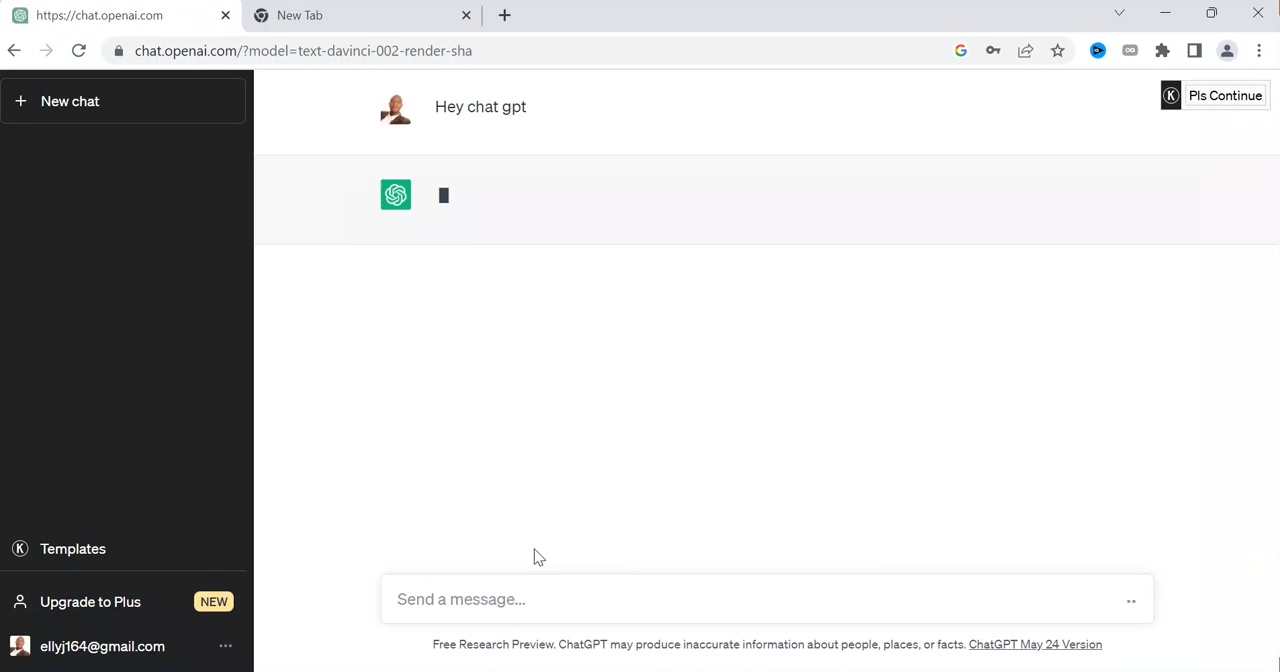 https://chat.openai.com
New Tab
chat.openai.com/?model=text-davinci-002-render-sha
New chat
Hey chat gpt
K Pls Continue
K Templates
Upgrade to Plus NEW
ellyj164@gmail.com
Send a message...
Free Research Preview. ChatGPT may produce inaccurate information about people, places, or facts. ChatGPT May 24 Version